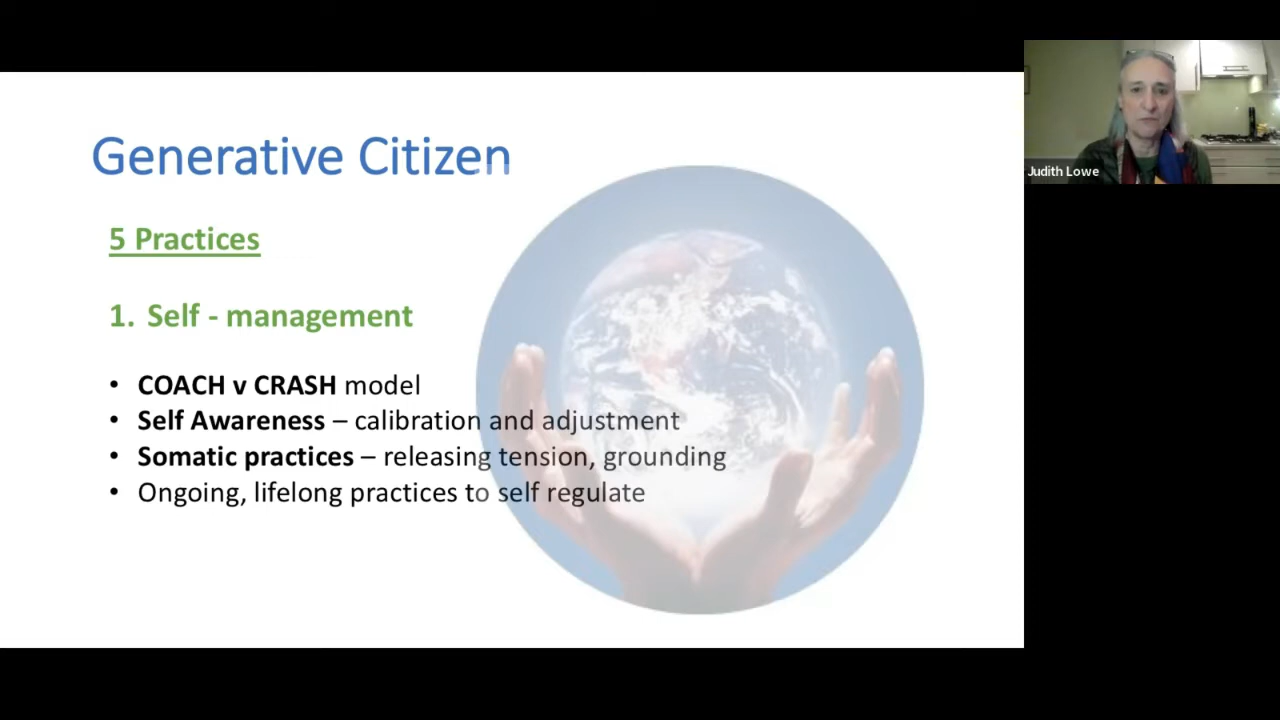 Generative Citizen
5 Practices
1. Self - management
• COACH v CRASH model
• Self Awareness – calibration and adjustment
• Somatic practices – releasing tension, grounding
• Ongoing, lifelong practices to self regulate
Judith Lowe